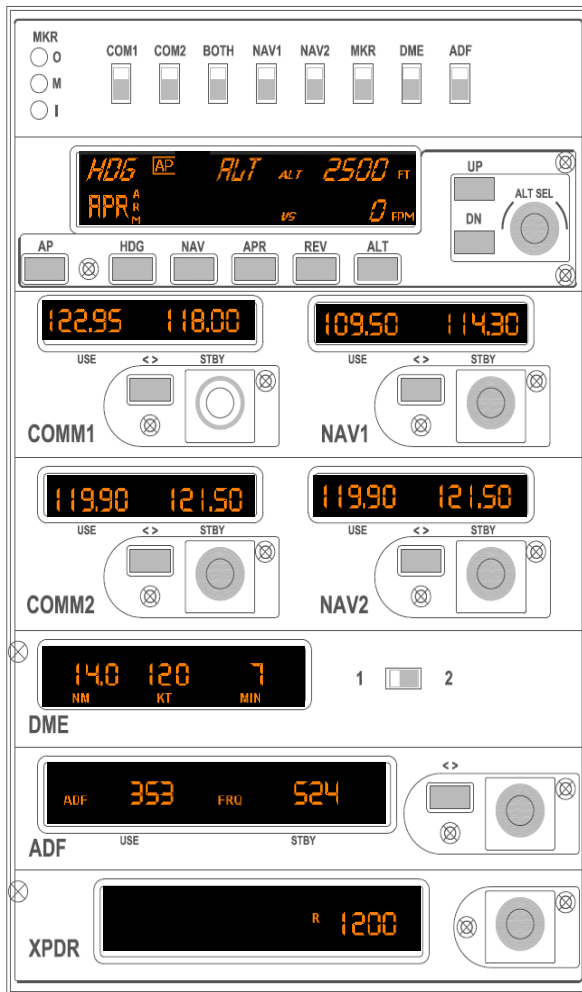 MKR
O
M
I
COM1 COM2 BOTH NAV1 NAV2 MKR DME ADF
HDG AP ALT ALT 2500 FT
APR ARM VS 0 FPM
UP
DN
ALT SEL
AP HDG NAV APR REV ALT
122.95 118.00
USE <> STBY
COMM1
109.50 114.30
USE <> STBY
NAV1
119.90 121.50
USE <> STBY
COMM2
119.90 121.50
USE <> STBY
NAV2
14.0 120 7
NM KT MIN
DME
1 2
ADF 353 FRQ 524
USE STBY
<>
ADF
R 1200
XPDR